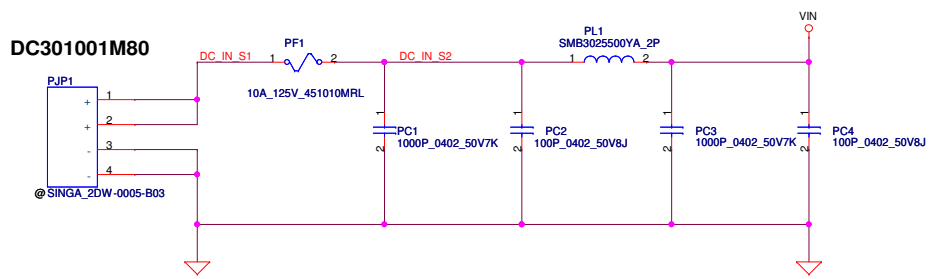 VIN
DC301001M80
PF1
PL1
SMB3025500YA_2P
DC_IN_S1
DC_IN_S2
1 2
1 2
10A_125V_451010MRL
PJP1
+ 1
+ 2
- 3
- 4
@SINGA_2DW-0005-B03
1
PC1
1000P_0402_50V7K
2
1
PC2
100P_0402_50V8J
2
1
PC3
1000P_0402_50V7K
2
1
PC4
100P_0402_50V8J
2